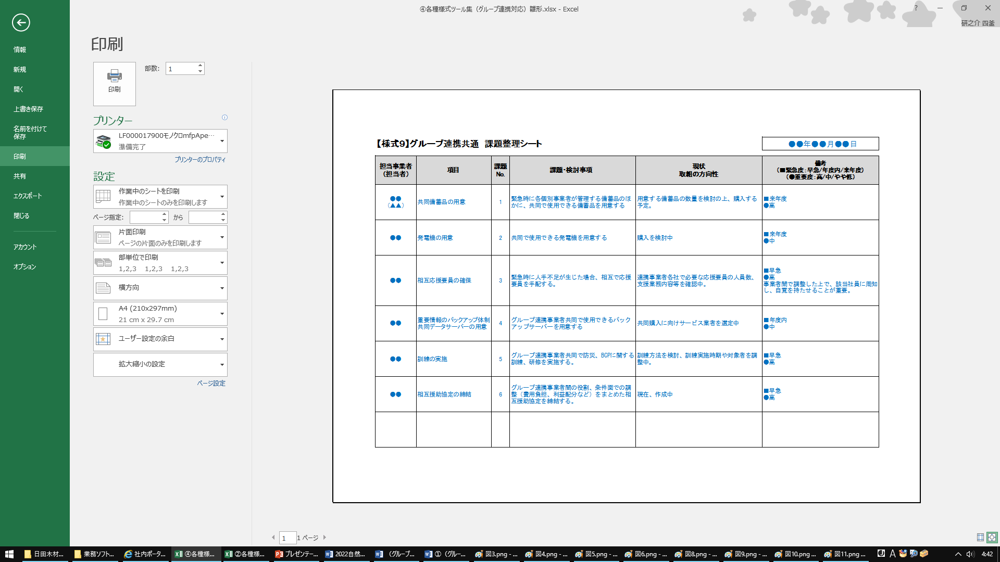 ④各種様式ツール集（グループ連携対応）雛形.xlsx - Excel
?
研之介 四釜
情報
新規
開く
上書き保存
名前を付けて
保存
印刷
共有
エクスポート
閉じる
アカウント
オプション
印刷
印刷
部数:
1
プリンター
LF000017900モノクロmfpApe…
準備完了
プリンターのプロパティ
設定
作業中のシートを印刷
作業中のシートのみを印刷します
ページ指定:
から
片面印刷
ページの片面のみを印刷します
部単位で印刷
1,2,3 1,2,3 1,2,3
横方向
A4 (210x297mm)
21 cm x 29.7 cm
ユーザー設定の余白
拡大縮小の設定
ページ設定
【様式9】グループ連携共通 課題整理シート
●●年●●月●●日
担当事業者
（担当者）
項目
課題
No.
課題・検討事項
現状
取組の方向性
備考
（■緊急度：早急/年度内/来年度）
（●重要度：高/中/やや低）
●●
（▲▲）
共同備蓄品の用意
1
緊急時に各個別事業者が管理する備蓄品のほ
かに、共同で使用できる備蓄品を用意する
用意する備蓄品の数量を検討の上、購入する
予定。
■来年度
●高
●●
発電機の用意
2
共同で使用できる発電機を用意する
購入を検討中
■来年度
●中
●●
相互応援要員の確保
3
緊急時に人手不足が生じた場合、相互で応援
要員を手配する。
連携事業者各社で必要な応援要員の人員数、
支援業務内容等を確認中。
■早急
●高
事業者間で調整した上で、該当社員に周知
し、自覚を持たせることが重要。
●●
重要情報のバックアップ体制
共同データサーバーの用意
4
グループ連携事業者共同で使用できるバック
アップサーバーを用意する
共同購入に向けサービス業者を選定中
■年度内
●中
●●
訓練の実施
5
グループ連携事業者共同で防災、BCPに関する
訓練、研修を実施する。
訓練方法を検討、訓練実施時期や対象者を調
整中。
■早急
●高
●●
相互援助協定の締結
6
グループ連携事業者間の役割、条件面での調
整（費用負担、利益配分など）をまとめた相
互援助協定を締結する。
現在、作成中
■早急
●高
1
1 ページ
日田木材...
業務ソフト...
社内ポータ...
④各種様...
②各種様...
プレゼンテー...
2022自然...
（グループ...
①（グルー...
図3.png - ...
図4.png - ...
図5.png - ...
図6.png - ...
図8.png - ...
図9.png - ...
図10.png ...
図11.png ...
A
4:42